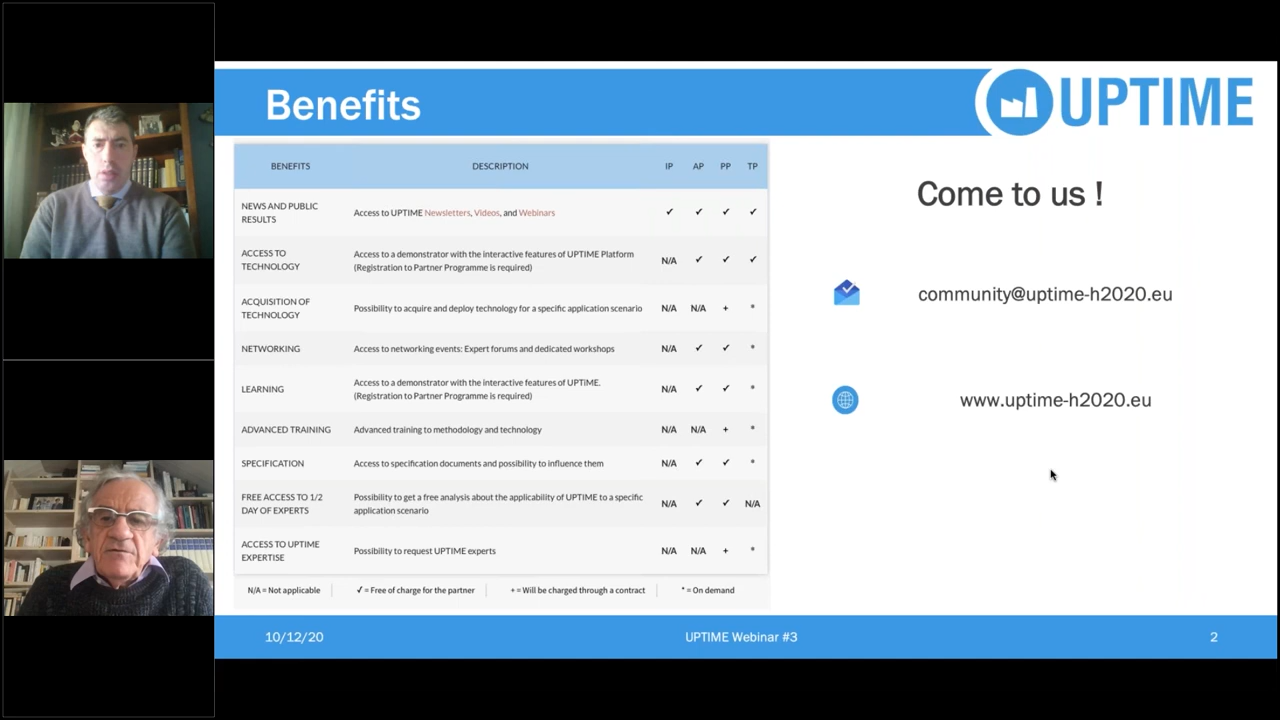 Benefits
UPTIME
BENEFITS DESCRIPTION IP AP PP TP
NEWS AND PUBLIC
RESULTS
Access to UPTIME Newsletters, Videos, and Webinars ✓ ✓ ✓ ✓
ACCESS TO
TECHNOLOGY
Access to a demonstrator with the interactive features of UPTIME Platform
(Registration to Partner Programme is required)
N/A ✓ ✓ ✓
ACQUISITION OF
TECHNOLOGY
Possibility to acquire and deploy technology for a specific application scenario N/A N/A + *
NETWORKING Access to networking events: Expert forums and dedicated workshops N/A ✓ ✓ *
LEARNING
Access to a demonstrator with the interactive features of UPTiME.
(Registration to Partner Programme is required)
N/A ✓ ✓ *
ADVANCED TRAINING Advanced training to methodology and technology N/A N/A + *
SPECIFICATION Access to specification documents and possibility to influence them N/A ✓ ✓ *
FREE ACCESS TO 1/2
DAY OF EXPERTS
Possibility to get a free analysis about the applicability of UPTIME to a specific
application scenario
N/A ✓ ✓ N/A
ACCESS TO UPTIME
EXPERTISE
Possibility to request UPTIME experts N/A N/A + *
N/A = Not applicable ✓ = Free of charge for the partner + = Will be charged through a contract * = On demand
Come to us !
community@uptime-h2020.eu
www.uptime-h2020.eu
10/12/20 UPTIME Webinar #3 2